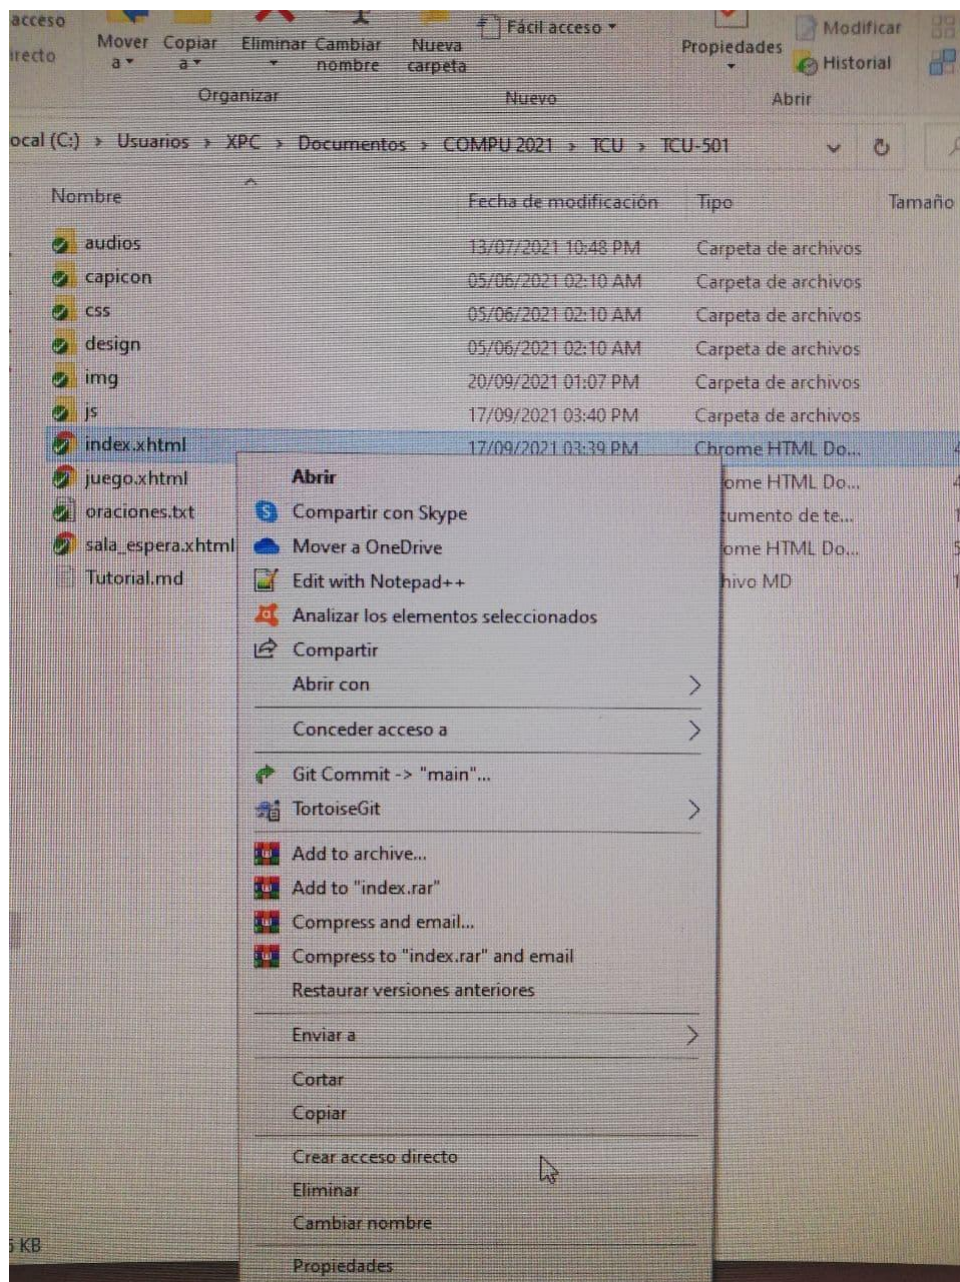 acceso
irecto
Mover a
Copiar a
Eliminar
Cambiar nombre
Nueva carpeta
Fácil acceso
Propiedades
Modificar
Historial
Organizar
Nuevo
Abrir
ocal (C:) > Usuarios > XPC > Documentos > COMPU 2021 > TCU > TCU-501
Nombre Fecha de modificación Tipo Tamaño
audios 13/07/2021 10:48 PM Carpeta de archivos
capicon 05/06/2021 02:10 AM Carpeta de archivos
css 05/06/2021 02:10 AM Carpeta de archivos
design 05/06/2021 02:10 AM Carpeta de archivos
img 20/09/2021 01:07 PM Carpeta de archivos
js 17/09/2021 03:40 PM Carpeta de archivos
index.xhtml 17/09/2021 03:39 PM Chrome HTML Do... 4
juego.xhtml ome HTML Do... 4
oraciones.txt umento de te... 1
sala_espera.xhtml ome HTML Do... 5
Tutorial.md hivo MD 1
Abrir
Compartir con Skype
Mover a OneDrive
Edit with Notepad++
Analizar los elementos seleccionados
Compartir
Abrir con
Conceder acceso a
Git Commit -> "main"...
TortoiseGit
Add to archive...
Add to "index.rar"
Compress and email...
Compress to "index.rar" and email
Restaurar versiones anteriores
Enviar a
Cortar
Copiar
Crear acceso directo
Eliminar
Cambiar nombre
Propiedades
KB